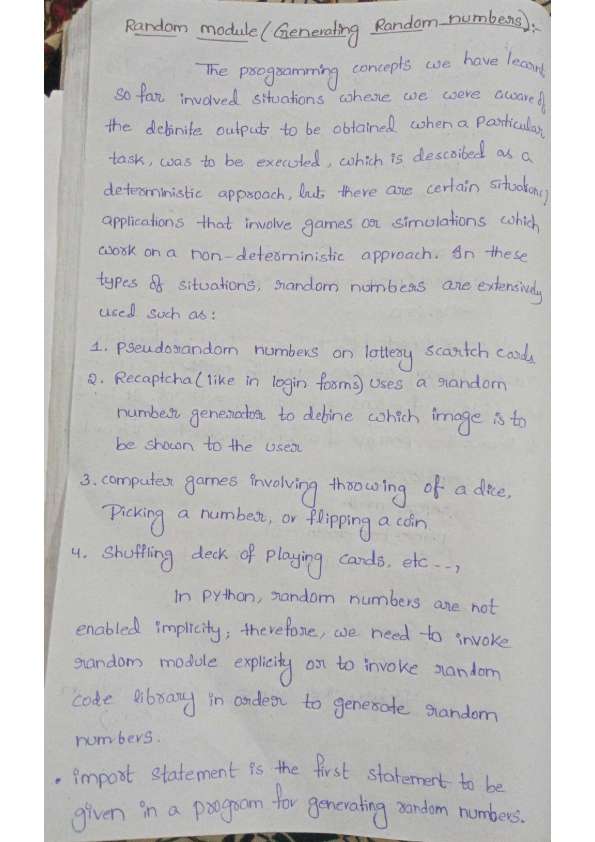 Random module (Generating Random numbers):-
The programming concepts we have learnt
so far involved situations where we were aware of
the definite outputs to be obtained when a particular
task, was to be executed, which is described as a
deterministic approach, but there are certain situations/
applications that involve games or simulations which
work on a non-deterministic approach. In these
types of situations, random numbers are extensively
used such as:
1. Pseudorandom numbers on lottery scartch cards
2. Recaptcha (like in login forms) uses a random
number generator to define which image is to
be shown to the user
3. computer games involving throwing of a dice,
Picking a number, or flipping a coin
4. Shuffling deck of playing cards, etc --,
In Python, random numbers are not
enabled implicity; therefore, we need to invoke
random module explicity or to invoke random
code library in order to generate random
numbers.
• import statement is the first statement to be
given in a program for generating random numbers.